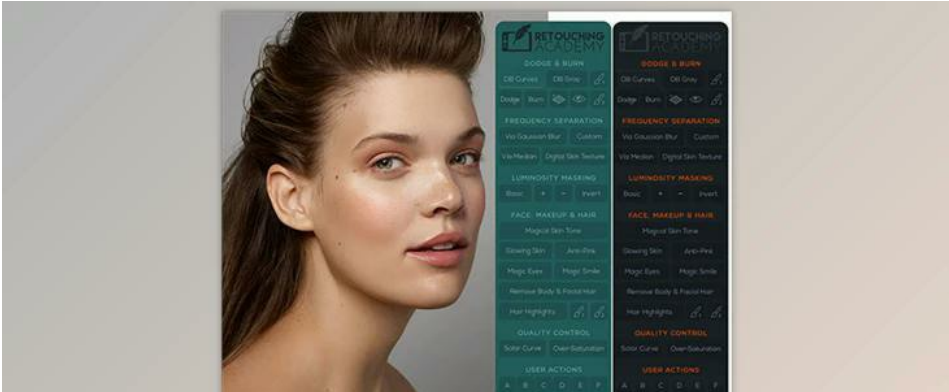 RETOUCHING
ACADEMY
DODGE & BURN
DB Curves DB Gray
Dodge Burn
FREQUENCY SEPARATION
Via Gaussian Blur Custom
Via Median Digital Skin Texture
LUMINOSITY MASKING
Basic + − Invert
FACE, MAKEUP & HAIR
Magical Skin Tone
Glowing Skin Anti-Pink
Magic Eyes Magic Smile
Remove Body & Facial Hair
Hair Highlights
QUALITY CONTROL
Solar Curve Over-Saturation
USER ACTIONS
A B C D E F
RETOUCHING
ACADEMY
DODGE & BURN
DB Curves DB Gray
Dodge Burn
FREQUENCY SEPARATION
Via Gaussian Blur Custom
Via Median Digital Skin Texture
LUMINOSITY MASKING
Basic + − Invert
FACE, MAKEUP & HAIR
Magical Skin Tone
Glowing Skin Anti-Pink
Magic Eyes Magic Smile
Remove Body & Facial Hair
Hair Highlights
QUALITY CONTROL
Solar Curve Over-Saturation
USER ACTIONS
A B C D E F